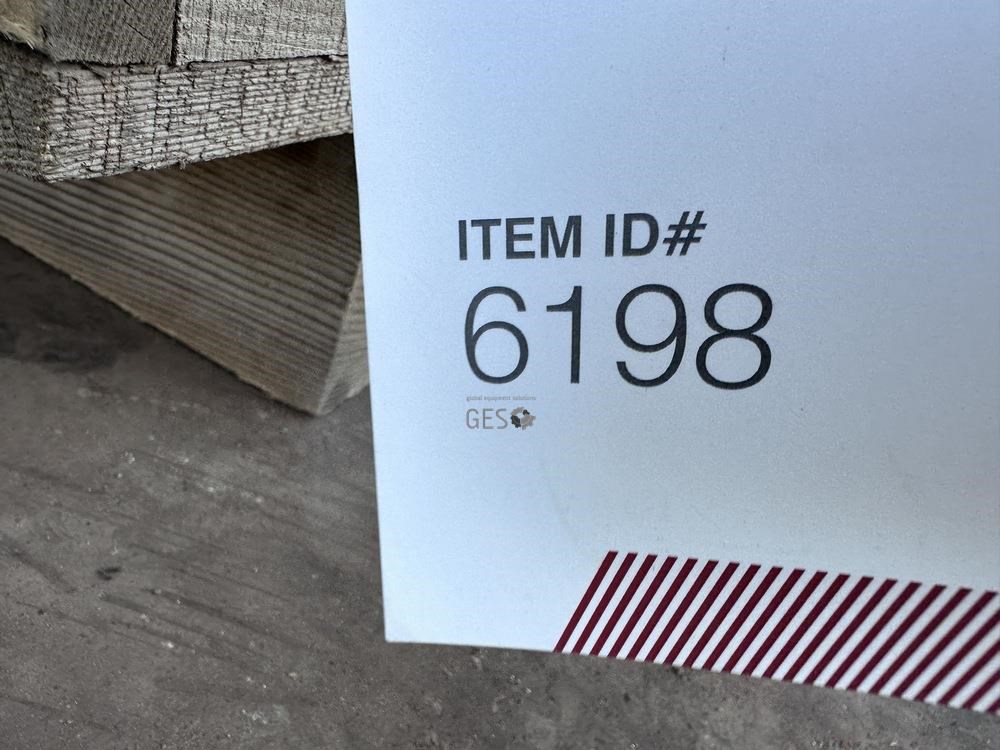 ITEM ID#
6198
global equipment solutions
GES